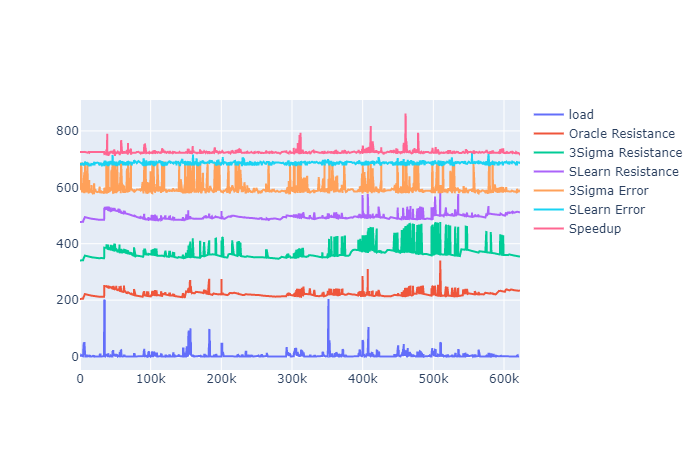 load
Oracle Resistance
3Sigma Resistance
SLearn Resistance
3Sigma Error
SLearn Error
Speedup
800
600
400
200
0
0 100k 200k 300k 400k 500k 600k